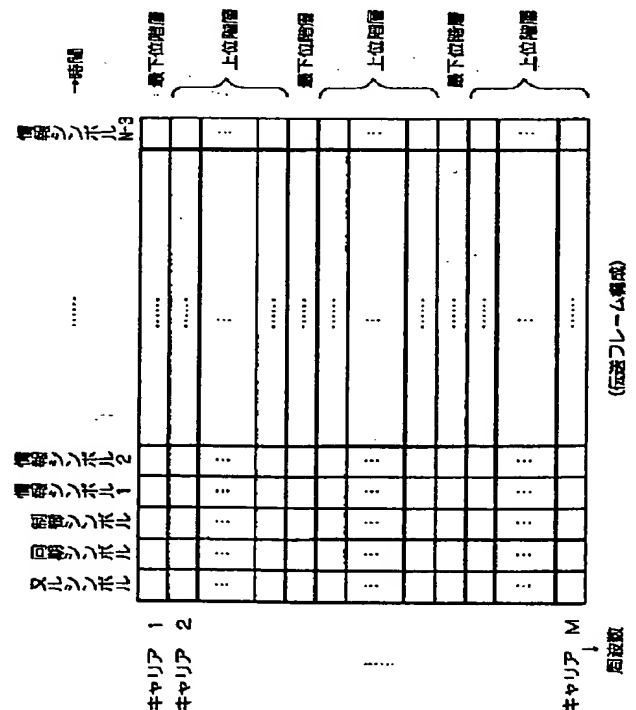 →時間
情報シンボル N-3
……
情報シンボル 2
情報シンボル 1
制御シンボル
同期シンボル
ヌルシンボル
キャリア 1
キャリア 2
……
キャリア M
→ 周波数
最下位階層
上位階層
最下位階層
上位階層
最下位階層
上位階層
(伝送フレーム構成)